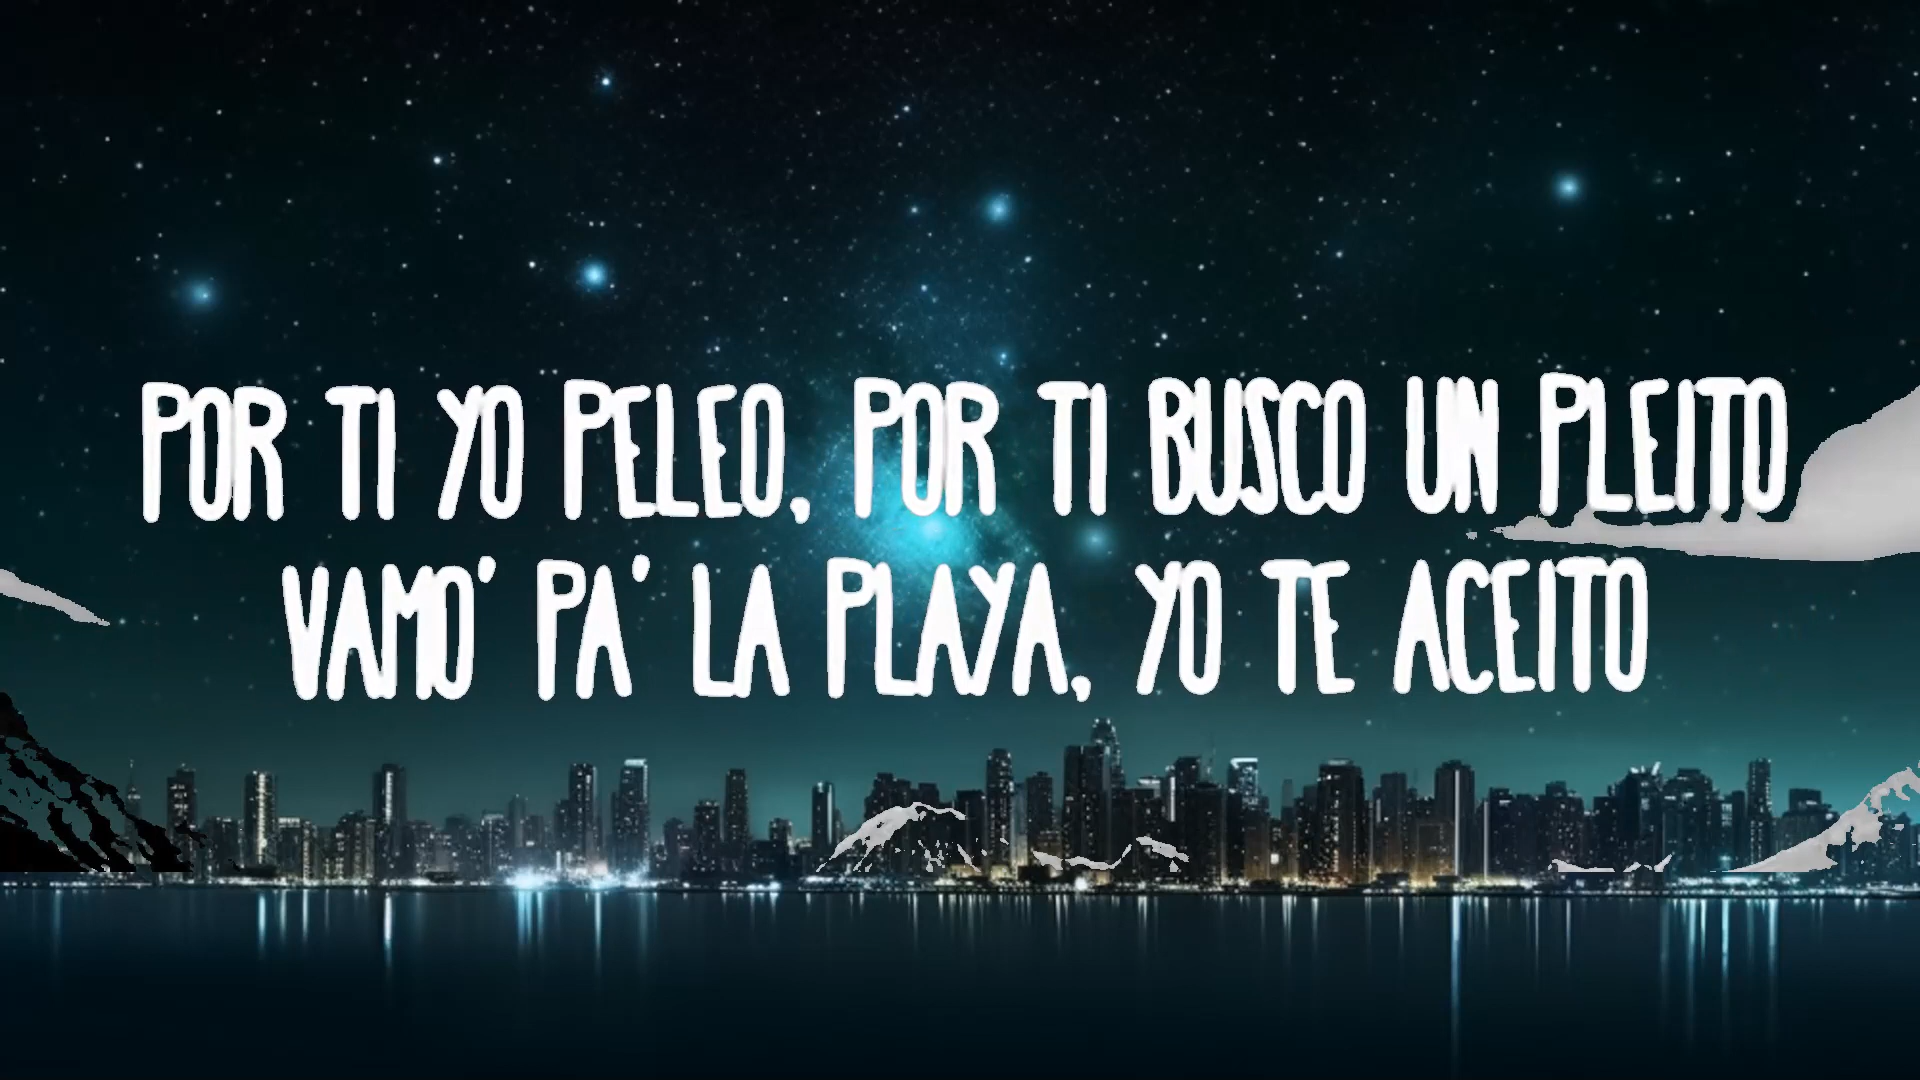 POR TI YO PELEO, POR TI BUSCO UN PLEITO
VAMO' PA' LA PLAYA, YO TE ACEITO